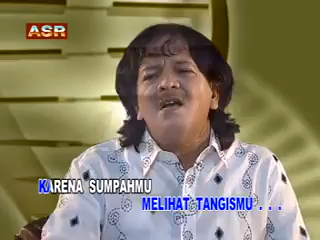 ASR
KARENA SUMPAHMU
MELIHAT TANGISMU . . .